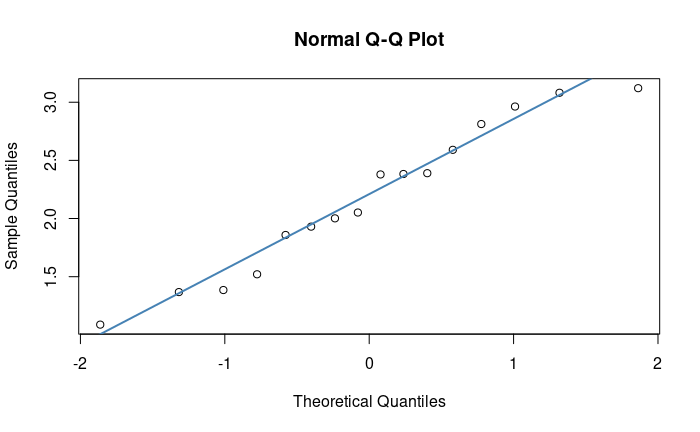 Normal Q-Q Plot
3.0
2.5
2.0
1.5
Sample Quantiles
-2 -1 0 1 2
Theoretical Quantiles